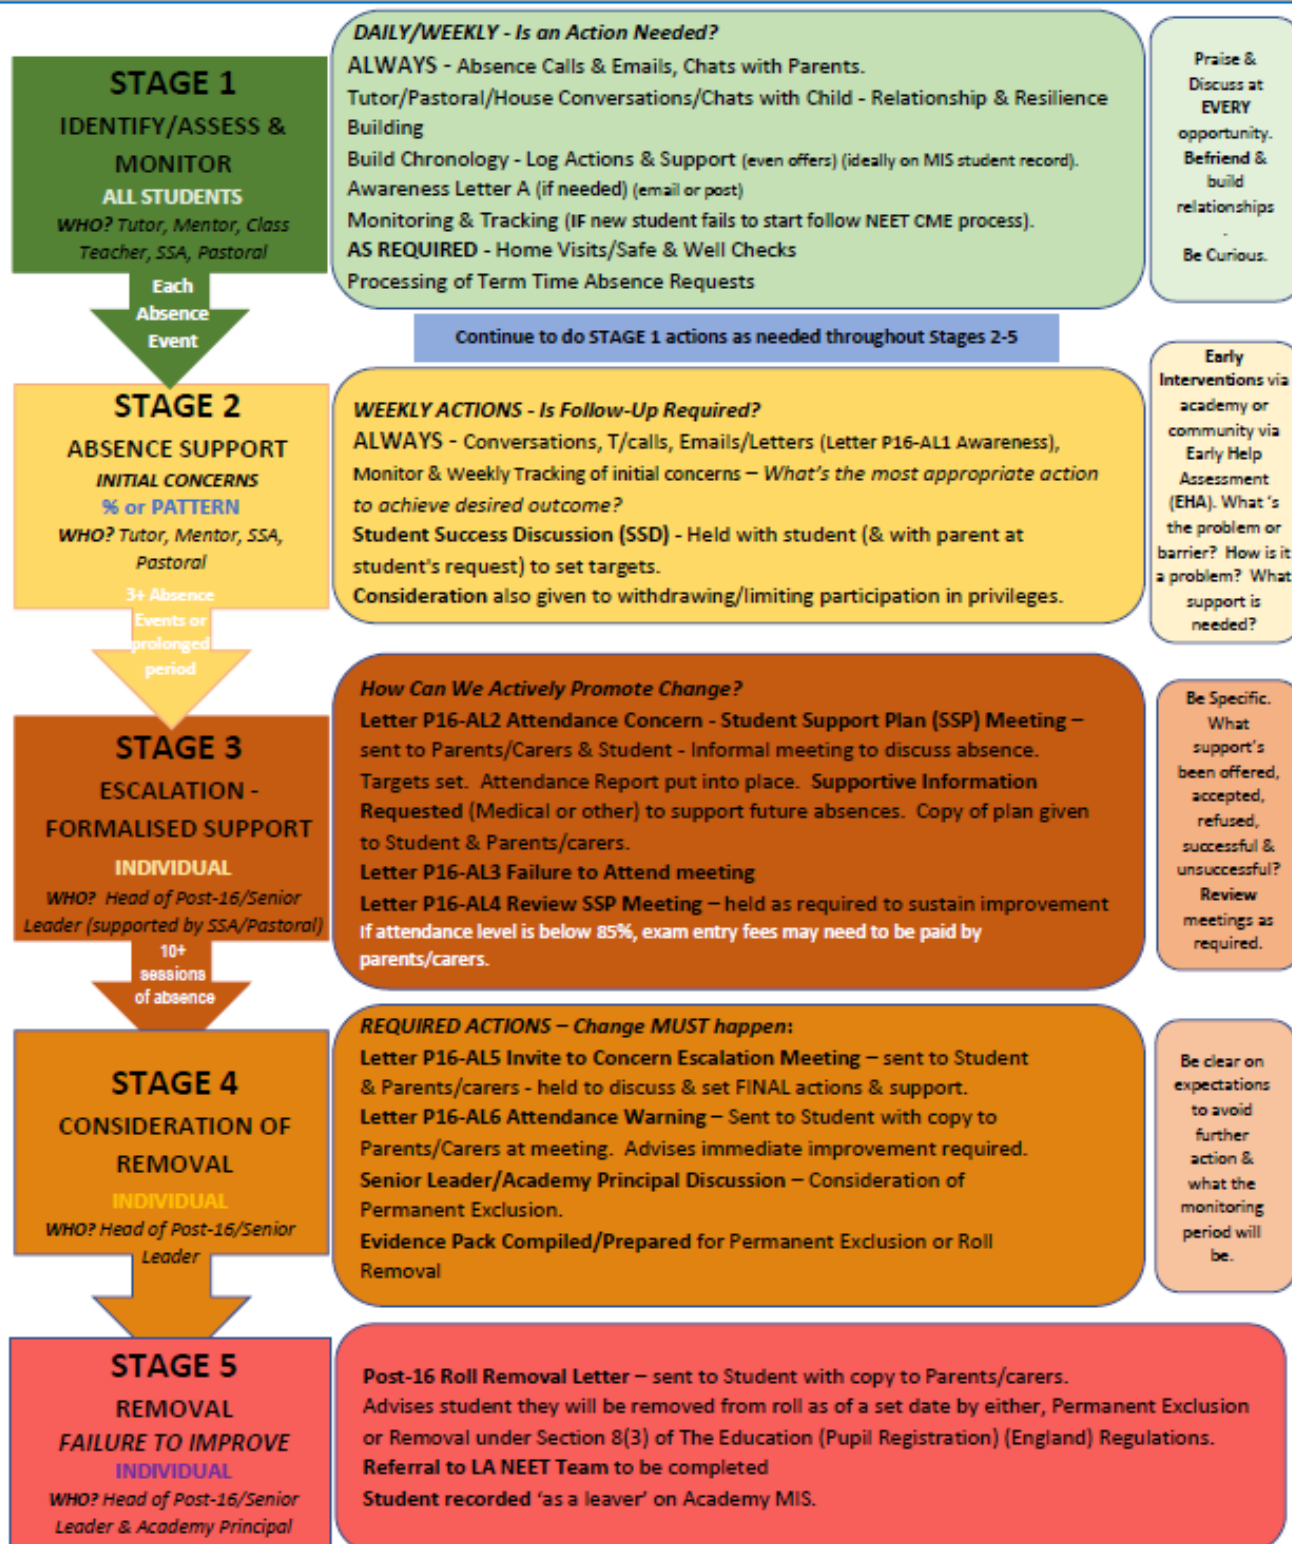 STAGE 1
IDENTIFY/ASSESS &
MONITOR
ALL STUDENTS
WHO? Tutor, Mentor, Class
Teacher, SSA, Pastoral
Each
Absence
Event
DAILY/WEEKLY - Is an Action Needed?
ALWAYS - Absence Calls & Emails, Chats with Parents.
Tutor/Pastoral/House Conversations/Chats with Child - Relationship & Resilience
Building
Build Chronology - Log Actions & Support (even offers) (ideally on MIS student record).
Awareness Letter A (if needed) (email or post)
Monitoring & Tracking (IF new student fails to start follow NEET CME process).
AS REQUIRED - Home Visits/Safe & Well Checks
Processing of Term Time Absence Requests
Praise &
Discuss at
EVERY
opportunity.
Befriend &
build
relationships
.
Be Curious.
Continue to do STAGE 1 actions as needed throughout Stages 2-5
STAGE 2
ABSENCE SUPPORT
INITIAL CONCERNS
% or PATTERN
WHO? Tutor, Mentor, SSA,
Pastoral
3+ Absence
Events or
prolonged
period
WEEKLY ACTIONS - Is Follow-Up Required?
ALWAYS - Conversations, T/calls, Emails/Letters (Letter P16-AL1 Awareness),
Monitor & Weekly Tracking of initial concerns – What's the most appropriate action
to achieve desired outcome?
Student Success Discussion (SSD) - Held with student (& with parent at
student's request) to set targets.
Consideration also given to withdrawing/limiting participation in privileges.
Early
Interventions via
academy or
community via
Early Help
Assessment
(EHA). What 's
the problem or
barrier? How is it
a problem? What
support is
needed?
STAGE 3
ESCALATION -
FORMALISED SUPPORT
INDIVIDUAL
WHO? Head of Post-16/Senior
Leader (supported by SSA/Pastoral)
10+
sessions
of absence
How Can We Actively Promote Change?
Letter P16-AL2 Attendance Concern - Student Support Plan (SSP) Meeting –
sent to Parents/Carers & Student - Informal meeting to discuss absence.
Targets set. Attendance Report put into place. Supportive Information
Requested (Medical or other) to support future absences. Copy of plan given
to Student & Parents/carers.
Letter P16-AL3 Failure to Attend meeting
Letter P16-AL4 Review SSP Meeting – held as required to sustain improvement
If attendance level is below 85%, exam entry fees may need to be paid by
parents/carers.
Be Specific.
What
support's
been offered,
accepted,
refused,
successful &
unsuccessful?
Review
meetings as
required.
STAGE 4
CONSIDERATION OF
REMOVAL
INDIVIDUAL
WHO? Head of Post-16/Senior
Leader
REQUIRED ACTIONS – Change MUST happen:
Letter P16-AL5 Invite to Concern Escalation Meeting – sent to Student
& Parents/carers - held to discuss & set FINAL actions & support.
Letter P16-AL6 Attendance Warning – Sent to Student with copy to
Parents/Carers at meeting. Advises immediate improvement required.
Senior Leader/Academy Principal Discussion – Consideration of
Permanent Exclusion.
Evidence Pack Compiled/Prepared for Permanent Exclusion or Roll
Removal
Be clear on
expectations
to avoid
further
action &
what the
monitoring
period will
be.
STAGE 5
REMOVAL
FAILURE TO IMPROVE
INDIVIDUAL
WHO? Head of Post-16/Senior
Leader & Academy Principal
Post-16 Roll Removal Letter – sent to Student with copy to Parents/carers.
Advises student they will be removed from roll as of a set date by either, Permanent Exclusion
or Removal under Section 8(3) of The Education (Pupil Registration) (England) Regulations.
Referral to LA NEET Team to be completed
Student recorded 'as a leaver' on Academy MIS.